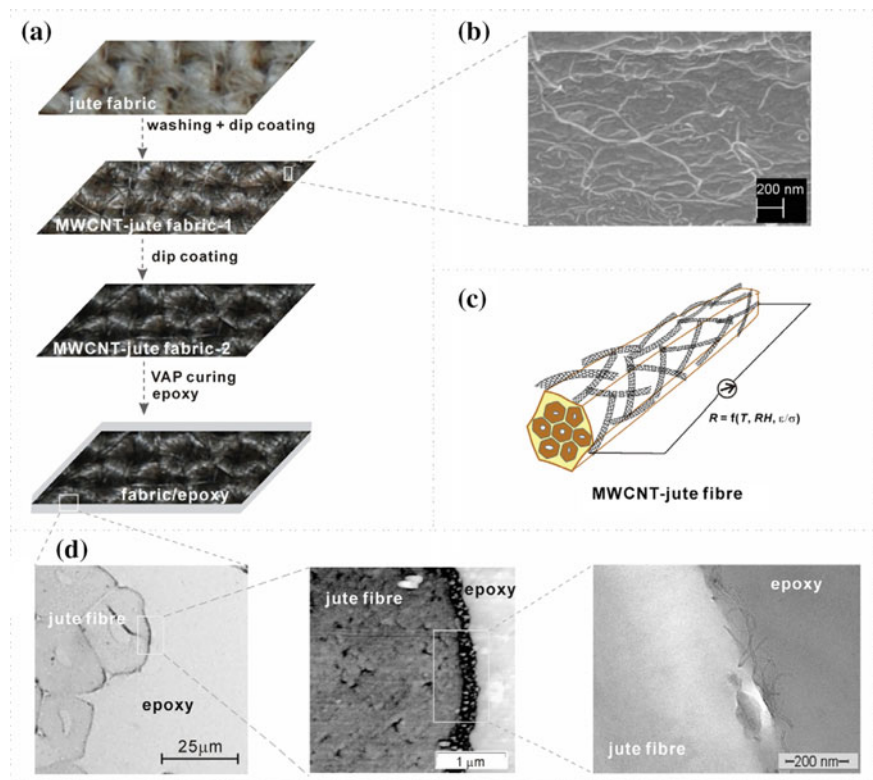 (a)
jute fabric
washing + dip coating
MWCNT-jute fabric-1
dip coating
MWCNT-jute fabric-2
VAP curing
epoxy
fabric/epoxy
(b)
200 nm
(c)
R = f(T, RH, ε/σ)
MWCNT-jute fibre
(d)
jute fibre
epoxy
25μm
jute fibre
epoxy
1 μm
epoxy
jute fibre
200 nm